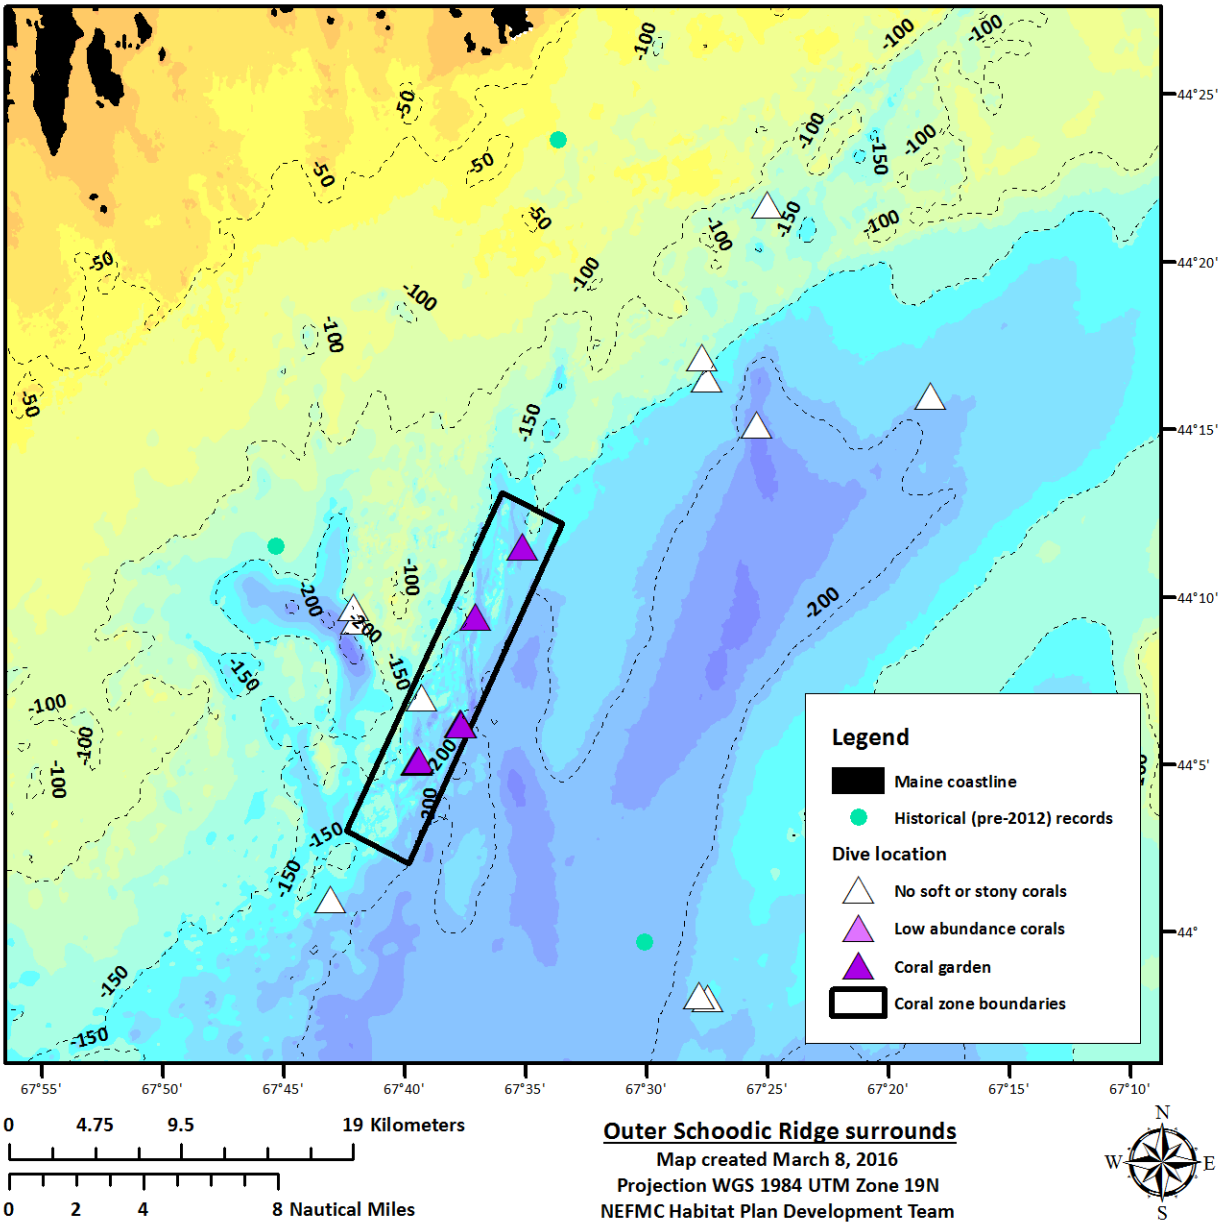 -100
-100
-100
-50
-100
-100
-150
-50
-50
-50
-150
-100
-100
-50
-100
-100
-100
-50
-150
-100
-200
-200
-200
-150
-150
-100
-100
-100
-200
200
-150
-150
-150
-150
44°25'
44°20'
44°15'
44°10'
44°5'
44°
Legend
Maine coastline
Historical (pre-2012) records
Dive location
No soft or stony corals
Low abundance corals
Coral garden
Coral zone boundaries
67°55' 67°50' 67°45' 67°40' 67°35' 67°30' 67°25' 67°20' 67°15' 67°10'
0 4.75 9.5 19 Kilometers
0 2 4 8 Nautical Miles
Outer Schoodic Ridge surrounds
Map created March 8, 2016
Projection WGS 1984 UTM Zone 19N
NEFMC Habitat Plan Development Team
N
W E
S